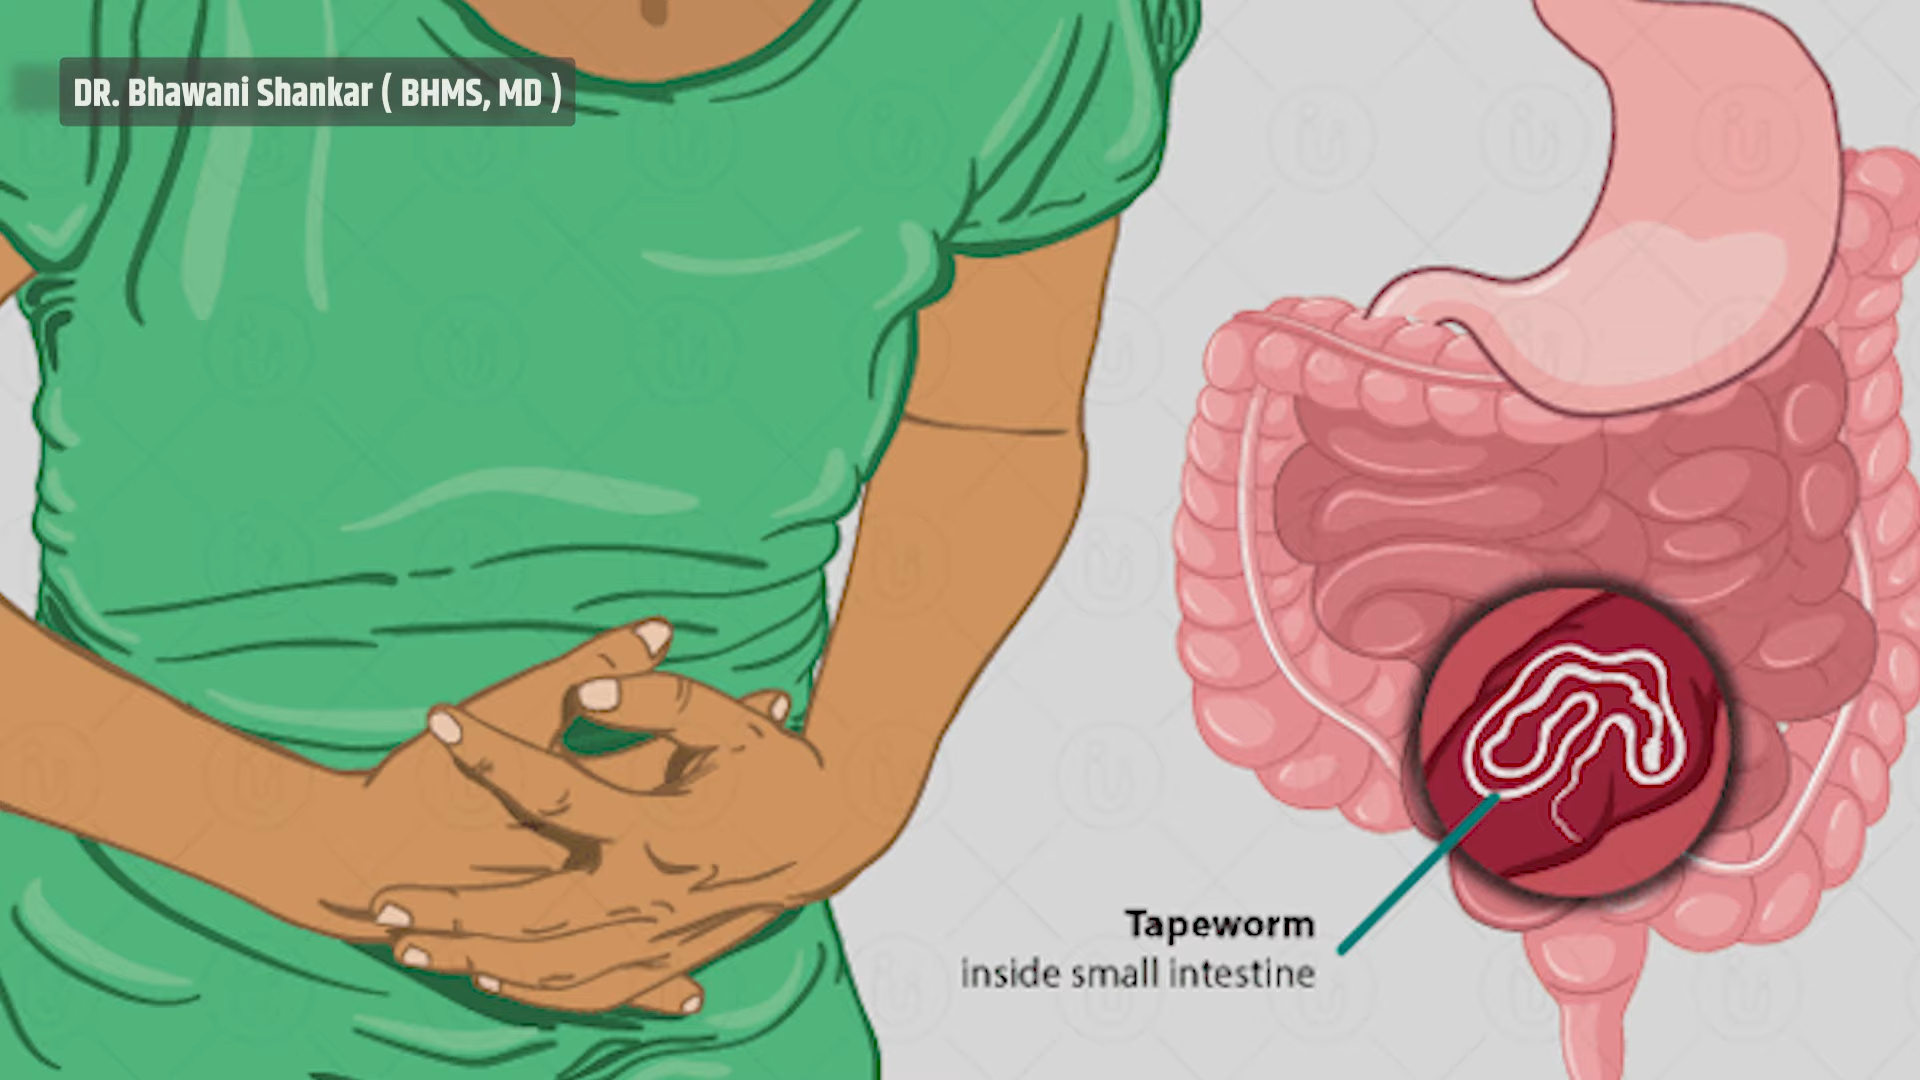 DR. Bhawani Shankar ( BHMS, MD )
Tapeworm
inside small intestine